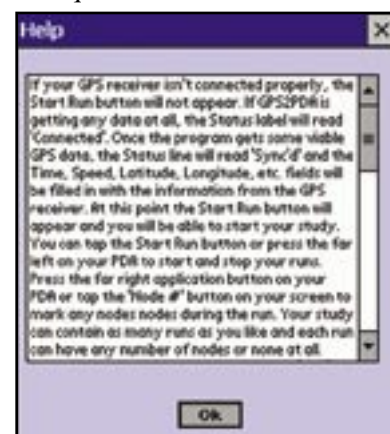 Help
If your GPS receiver isn't connected properly, the
Start Run button will not appear. If GPS2PDA is
getting any data at all, the Status label will read
'Connected'. Once the program gets some viable
GPS data, the Status line will read 'Sync'd' and the
Time, Speed, Latitude, Longitude, etc. fields will
be filled in with the information from the GPS
receiver. At this point the Start Run button will
appear and you will be able to start your study.
You can tap the Start Run button or press the far
left on your PDA to start and stop your runs.
Press the far right application button on your
PDA or tap the 'Node #' button on your screen to
mark any nodes nodes during the run. Your study
can contain as many runs as you like and each run
can have any number of nodes or none at all.
Ok